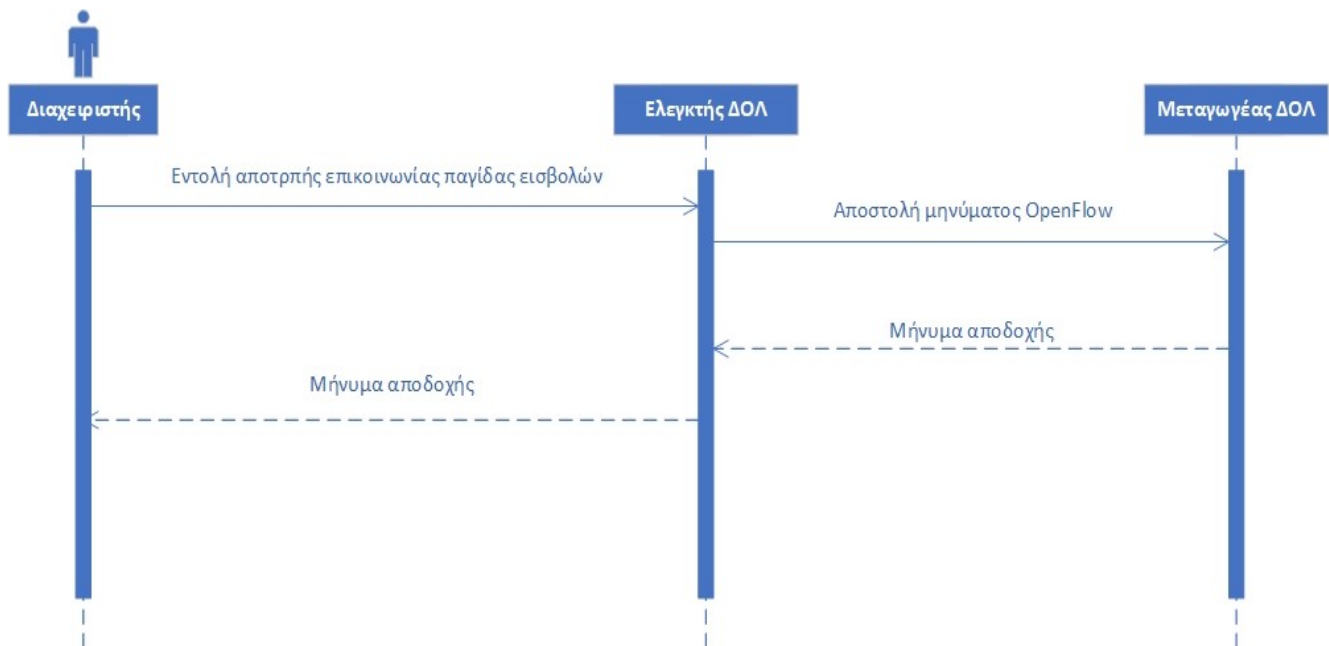 Διαχειριστής
Ελεγκτής ΔΟΛ
Μεταγωγέας ΔΟΛ
Εντολή αποτρπής επικοινωνίας παγίδας εισβολών
Αποστολή μηνύματος OpenFlow
Μήνυμα αποδοχής
Μήνυμα αποδοχής